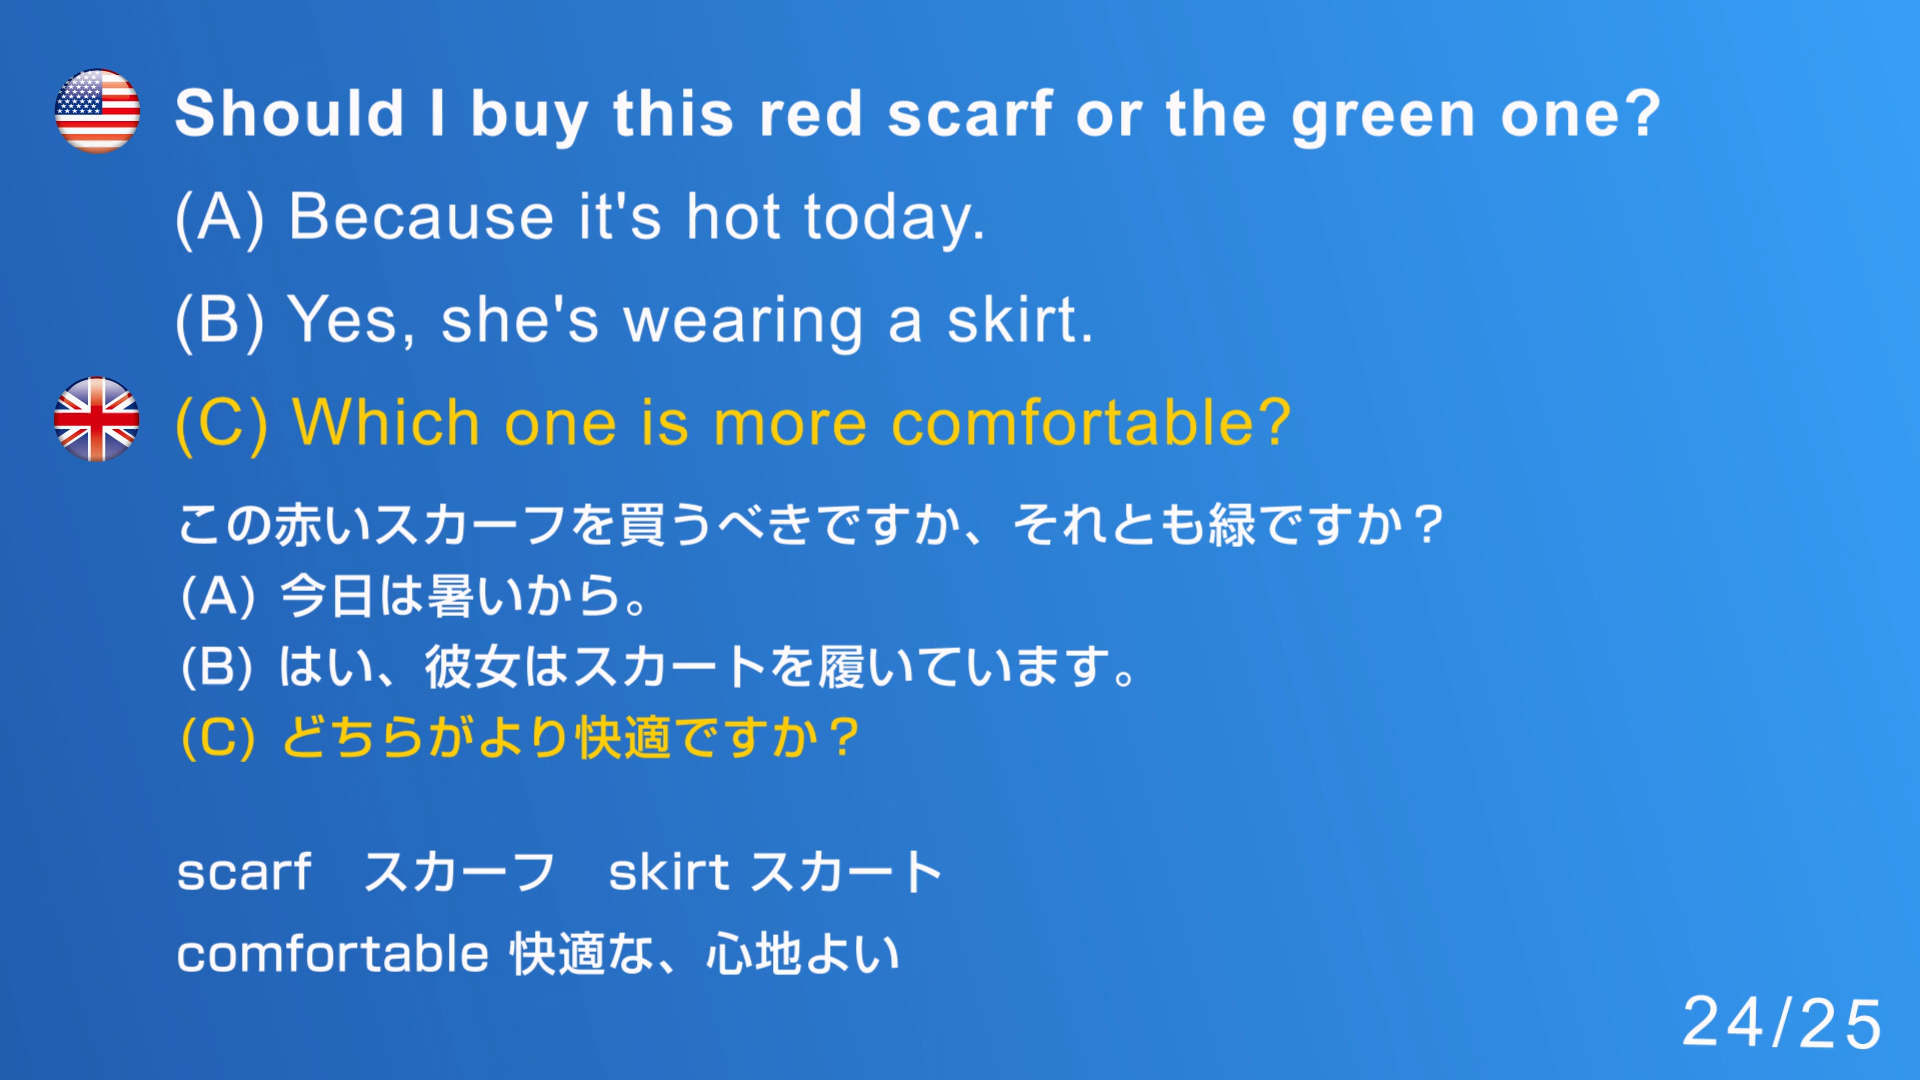 Should I buy this red scarf or the green one?
(A) Because it's hot today.
(B) Yes, she's wearing a skirt.
(C) Which one is more comfortable?
この赤いスカーフを買うべきですか、それとも緑ですか？
(A) 今日は暑いから。
(B) はい、彼女はスカートを履いています。
(C) どちらがより快適ですか？
scarf　スカーフ　skirt スカート
comfortable 快適な、心地よい
24/25